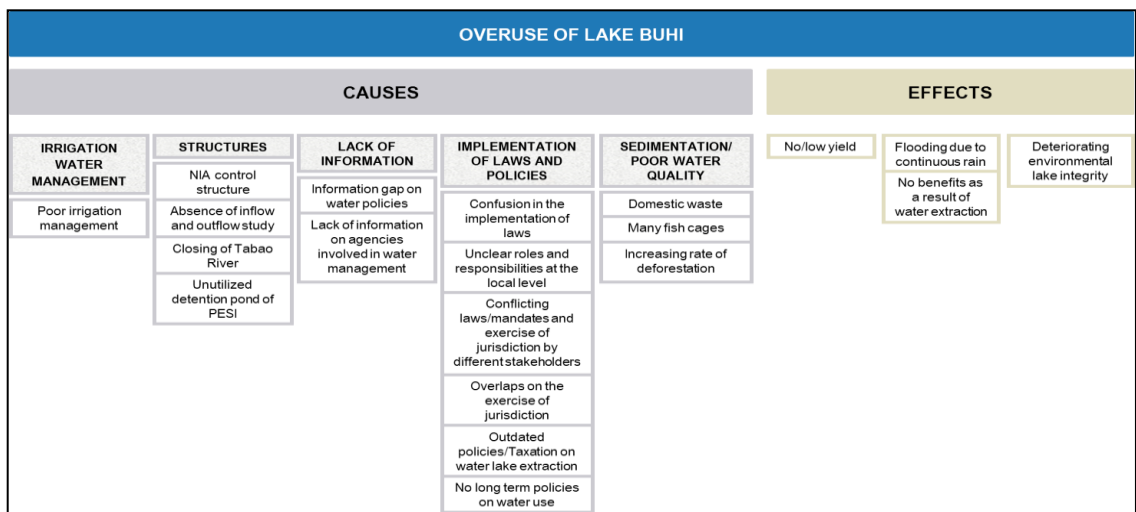 OVERUSE OF LAKE BUHI
CAUSES
EFFECTS
IRRIGATION
WATER
MANAGEMENT
Poor irrigation
management
STRUCTURES
NIA control
structure
Absence of inflow
and outflow study
Closing of Tabao
River
Unutilized
detention pond of
PESI
LACK OF
INFORMATION
Information gap on
water policies
Lack of information
on agencies
involved in water
management
IMPLEMENTATION
OF LAWS AND
POLICIES
Confusion in the
implementation of
laws
Unclear roles and
responsibilities at the
local level
Conflicting
laws/mandates and
exercise of
jurisdiction by
different stakeholders
Overlaps on the
exercise of
jurisdiction
Outdated
policies/Taxation on
water lake extraction
No long term policies
on water use
SEDIMENTATION/
POOR WATER
QUALITY
Domestic waste
Many fish cages
Increasing rate of
deforestation
No/low yield
Flooding due to
continuous rain
No benefits as
a result of
water extraction
Deteriorating
environmental
lake integrity